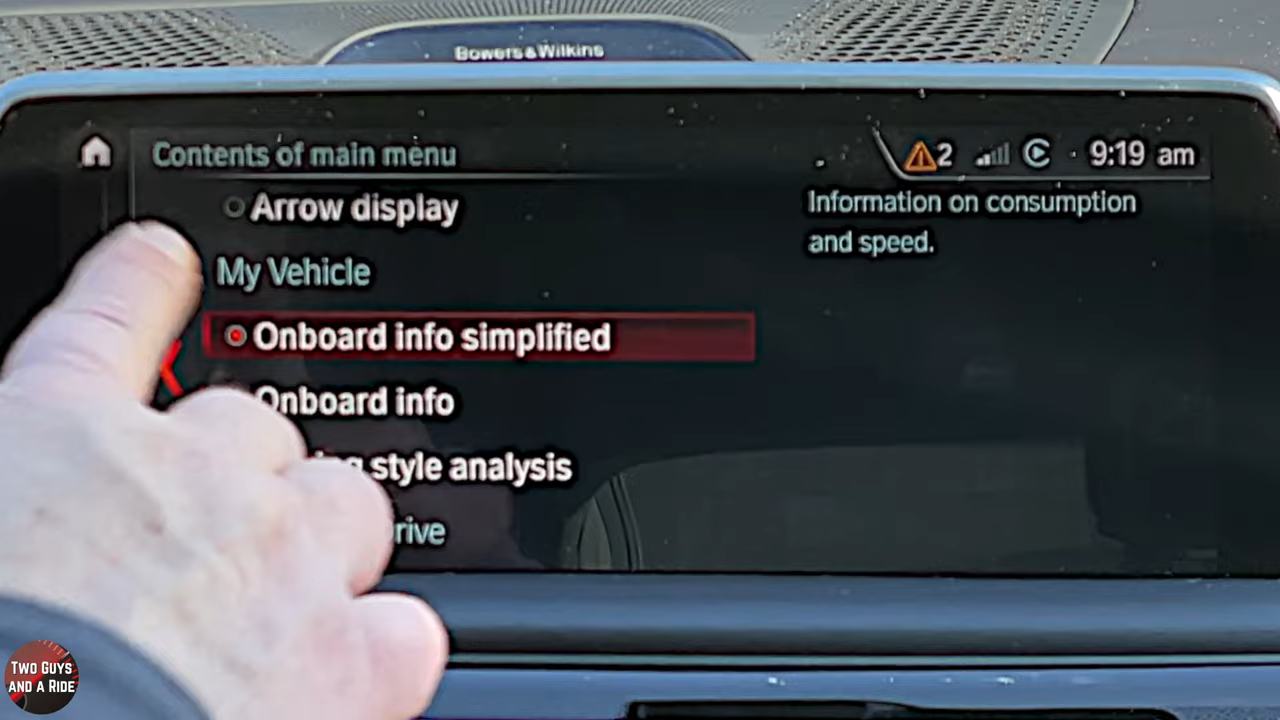 Bowers & Wilkins
Contents of main menu
2 9:19 am
Arrow display
Information on consumption
and speed.
My Vehicle
Onboard info simplified
Onboard info
style analysis
TWO GUYS
AND A RIDE